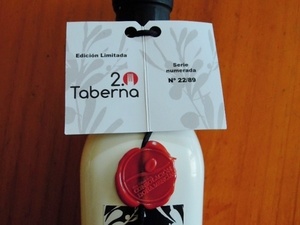 Edición Limitada
2.0
Taberna
Serie
numerada
Nº 22/89